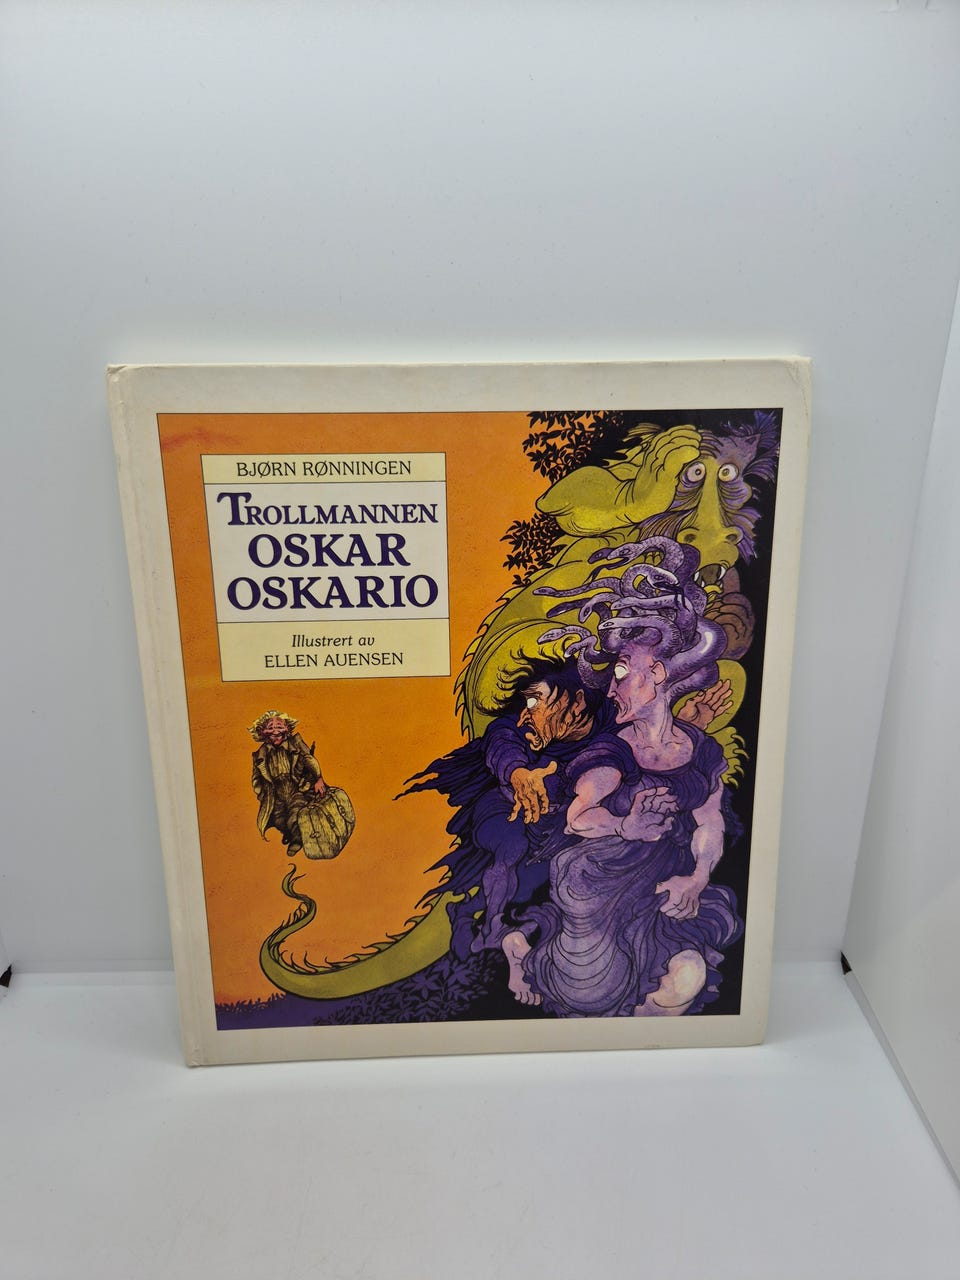 BJØRN RØNNINGEN
TROLLMANNEN
OSKAR
OSKARIO
Illustrert av
ELLEN AUENSEN